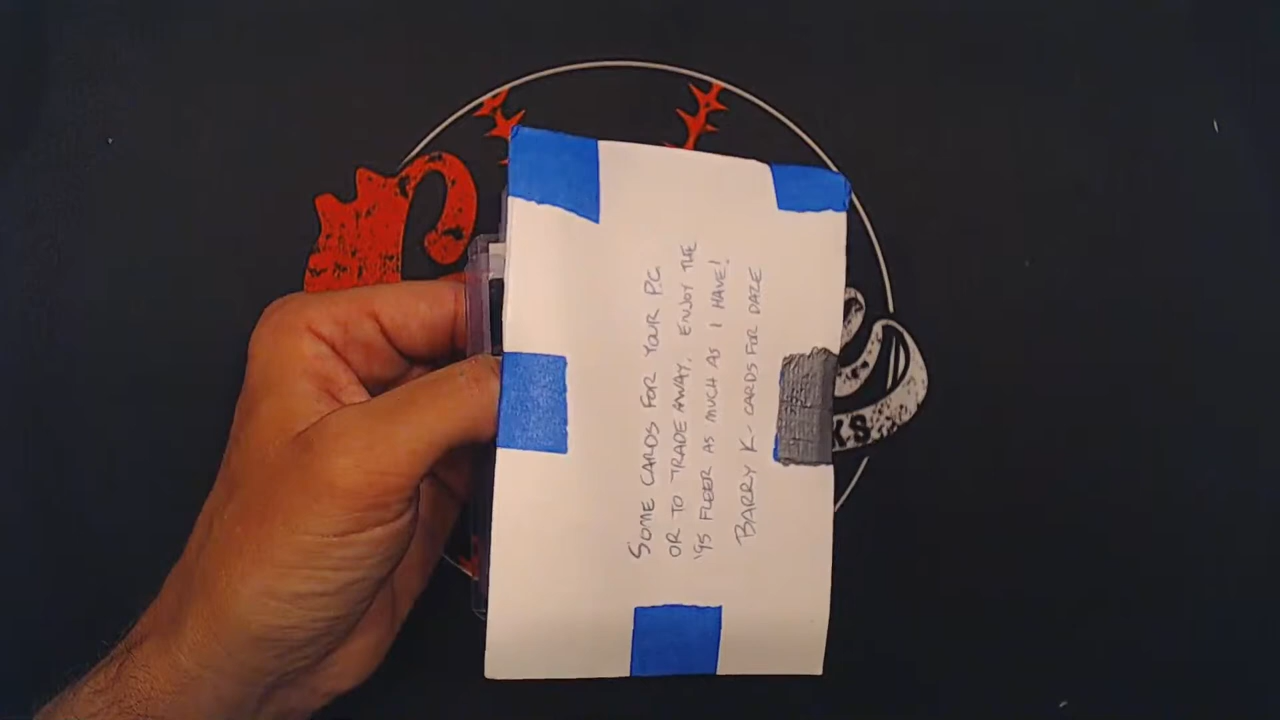 SOME CARDS FOR YOUR P.C.
OR TO TRADE AWAY. ENJOY THE
'95 FLEER AS MUCH AS I HAVE!
BARRY K - CARDS FOR DAZE
KS